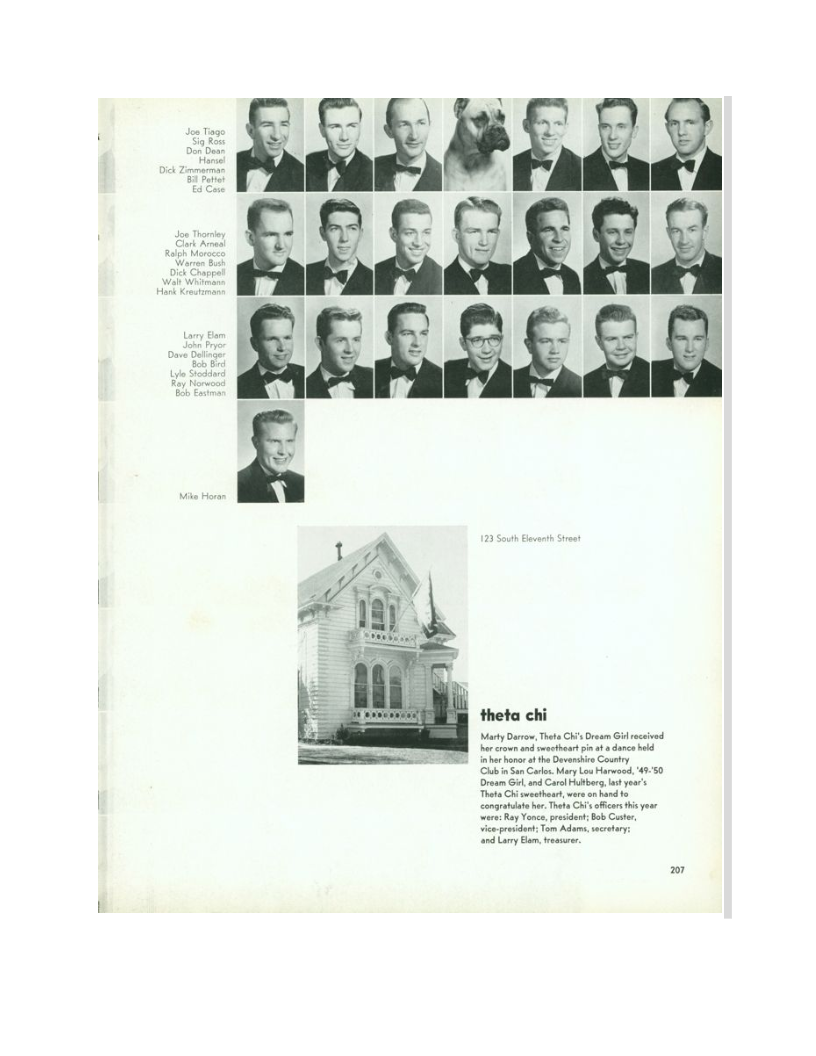 Joe Tiago
Sig Ross
Don Dean
Hansel
Dick Zimmerman
Bill Pettet
Ed Case
Joe Thornley
Clark Arneal
Ralph Morocco
Warren Bush
Dick Chappell
Walt Whitmann
Hank Kreutzmann
Larry Elam
John Pryor
Dave Dellinger
Bob Bird
Lyle Stoddard
Ray Norwood
Bob Eastman
Mike Horan
123 South Eleventh Street
theta chi
Marty Darrow, Theta Chi's Dream Girl received
her crown and sweetheart pin at a dance held
in her honor at the Devenshire Country
Club in San Carlos. Mary Lou Harwood, '49-'50
Dream Girl, and Carol Hultberg, last year's
Theta Chi sweetheart, were on hand to
congratulate her. Theta Chi's officers this year
were: Ray Yonce, president; Bob Custer,
vice-president; Tom Adams, secretary;
and Larry Elam, treasurer.
207